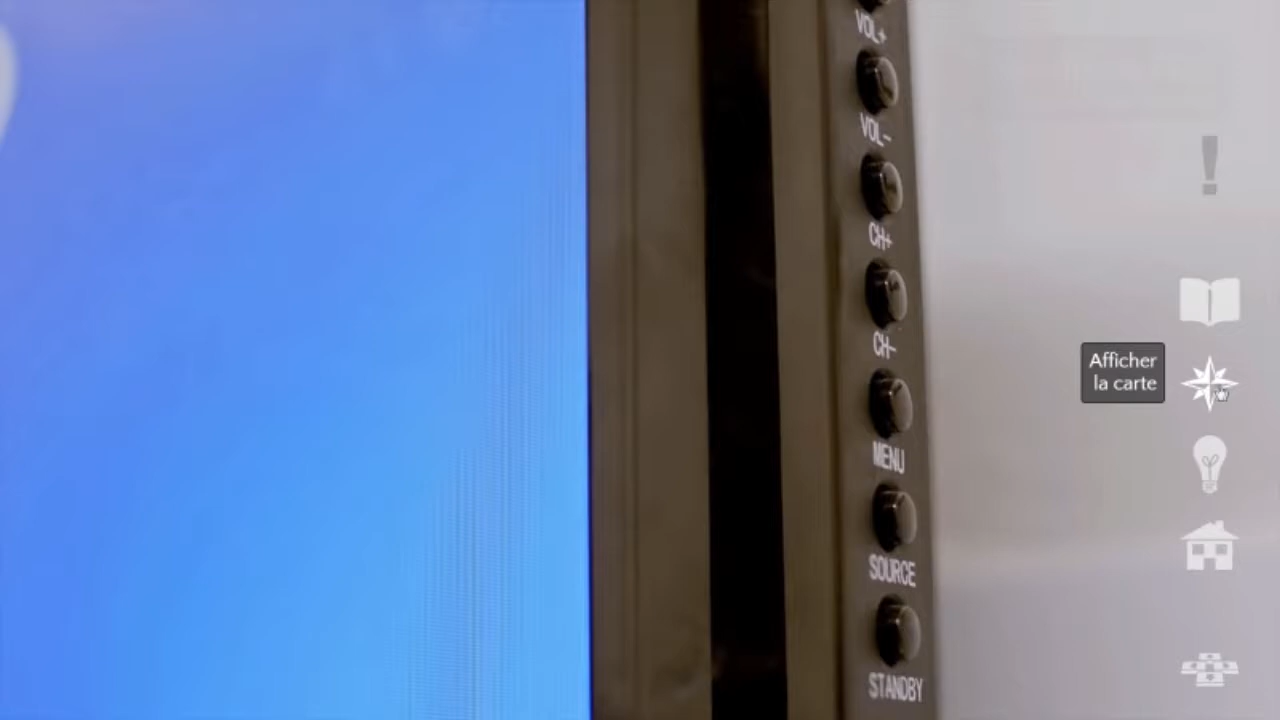 VOL+
VOL-
CH+
CH-
MENU
SOURCE
STANDBY
Afficher
la carte